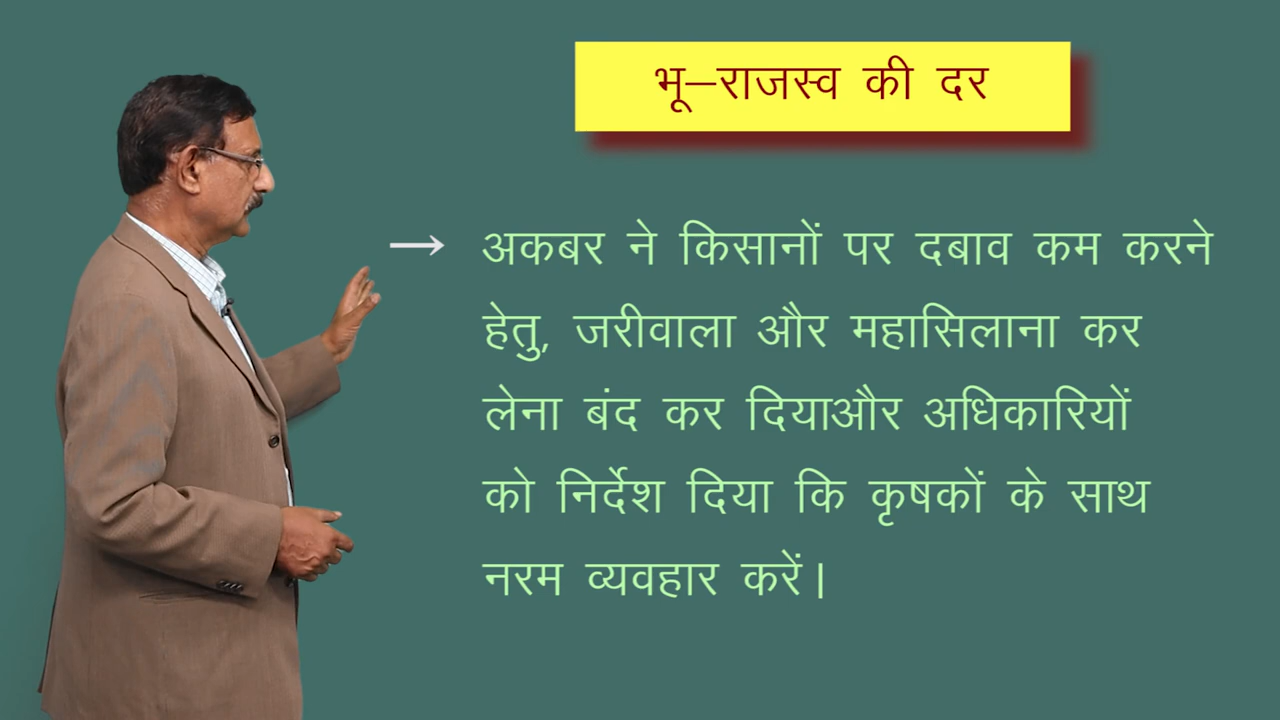 भू–राजस्व की दर
→ अकबर ने किसानों पर दबाव कम करने
हेतु, जरीवाला और महासिलाना कर
लेना बंद कर दियाऔर अधिकारियों
को निर्देश दिया कि कृषकों के साथ
नरम व्यवहार करें।